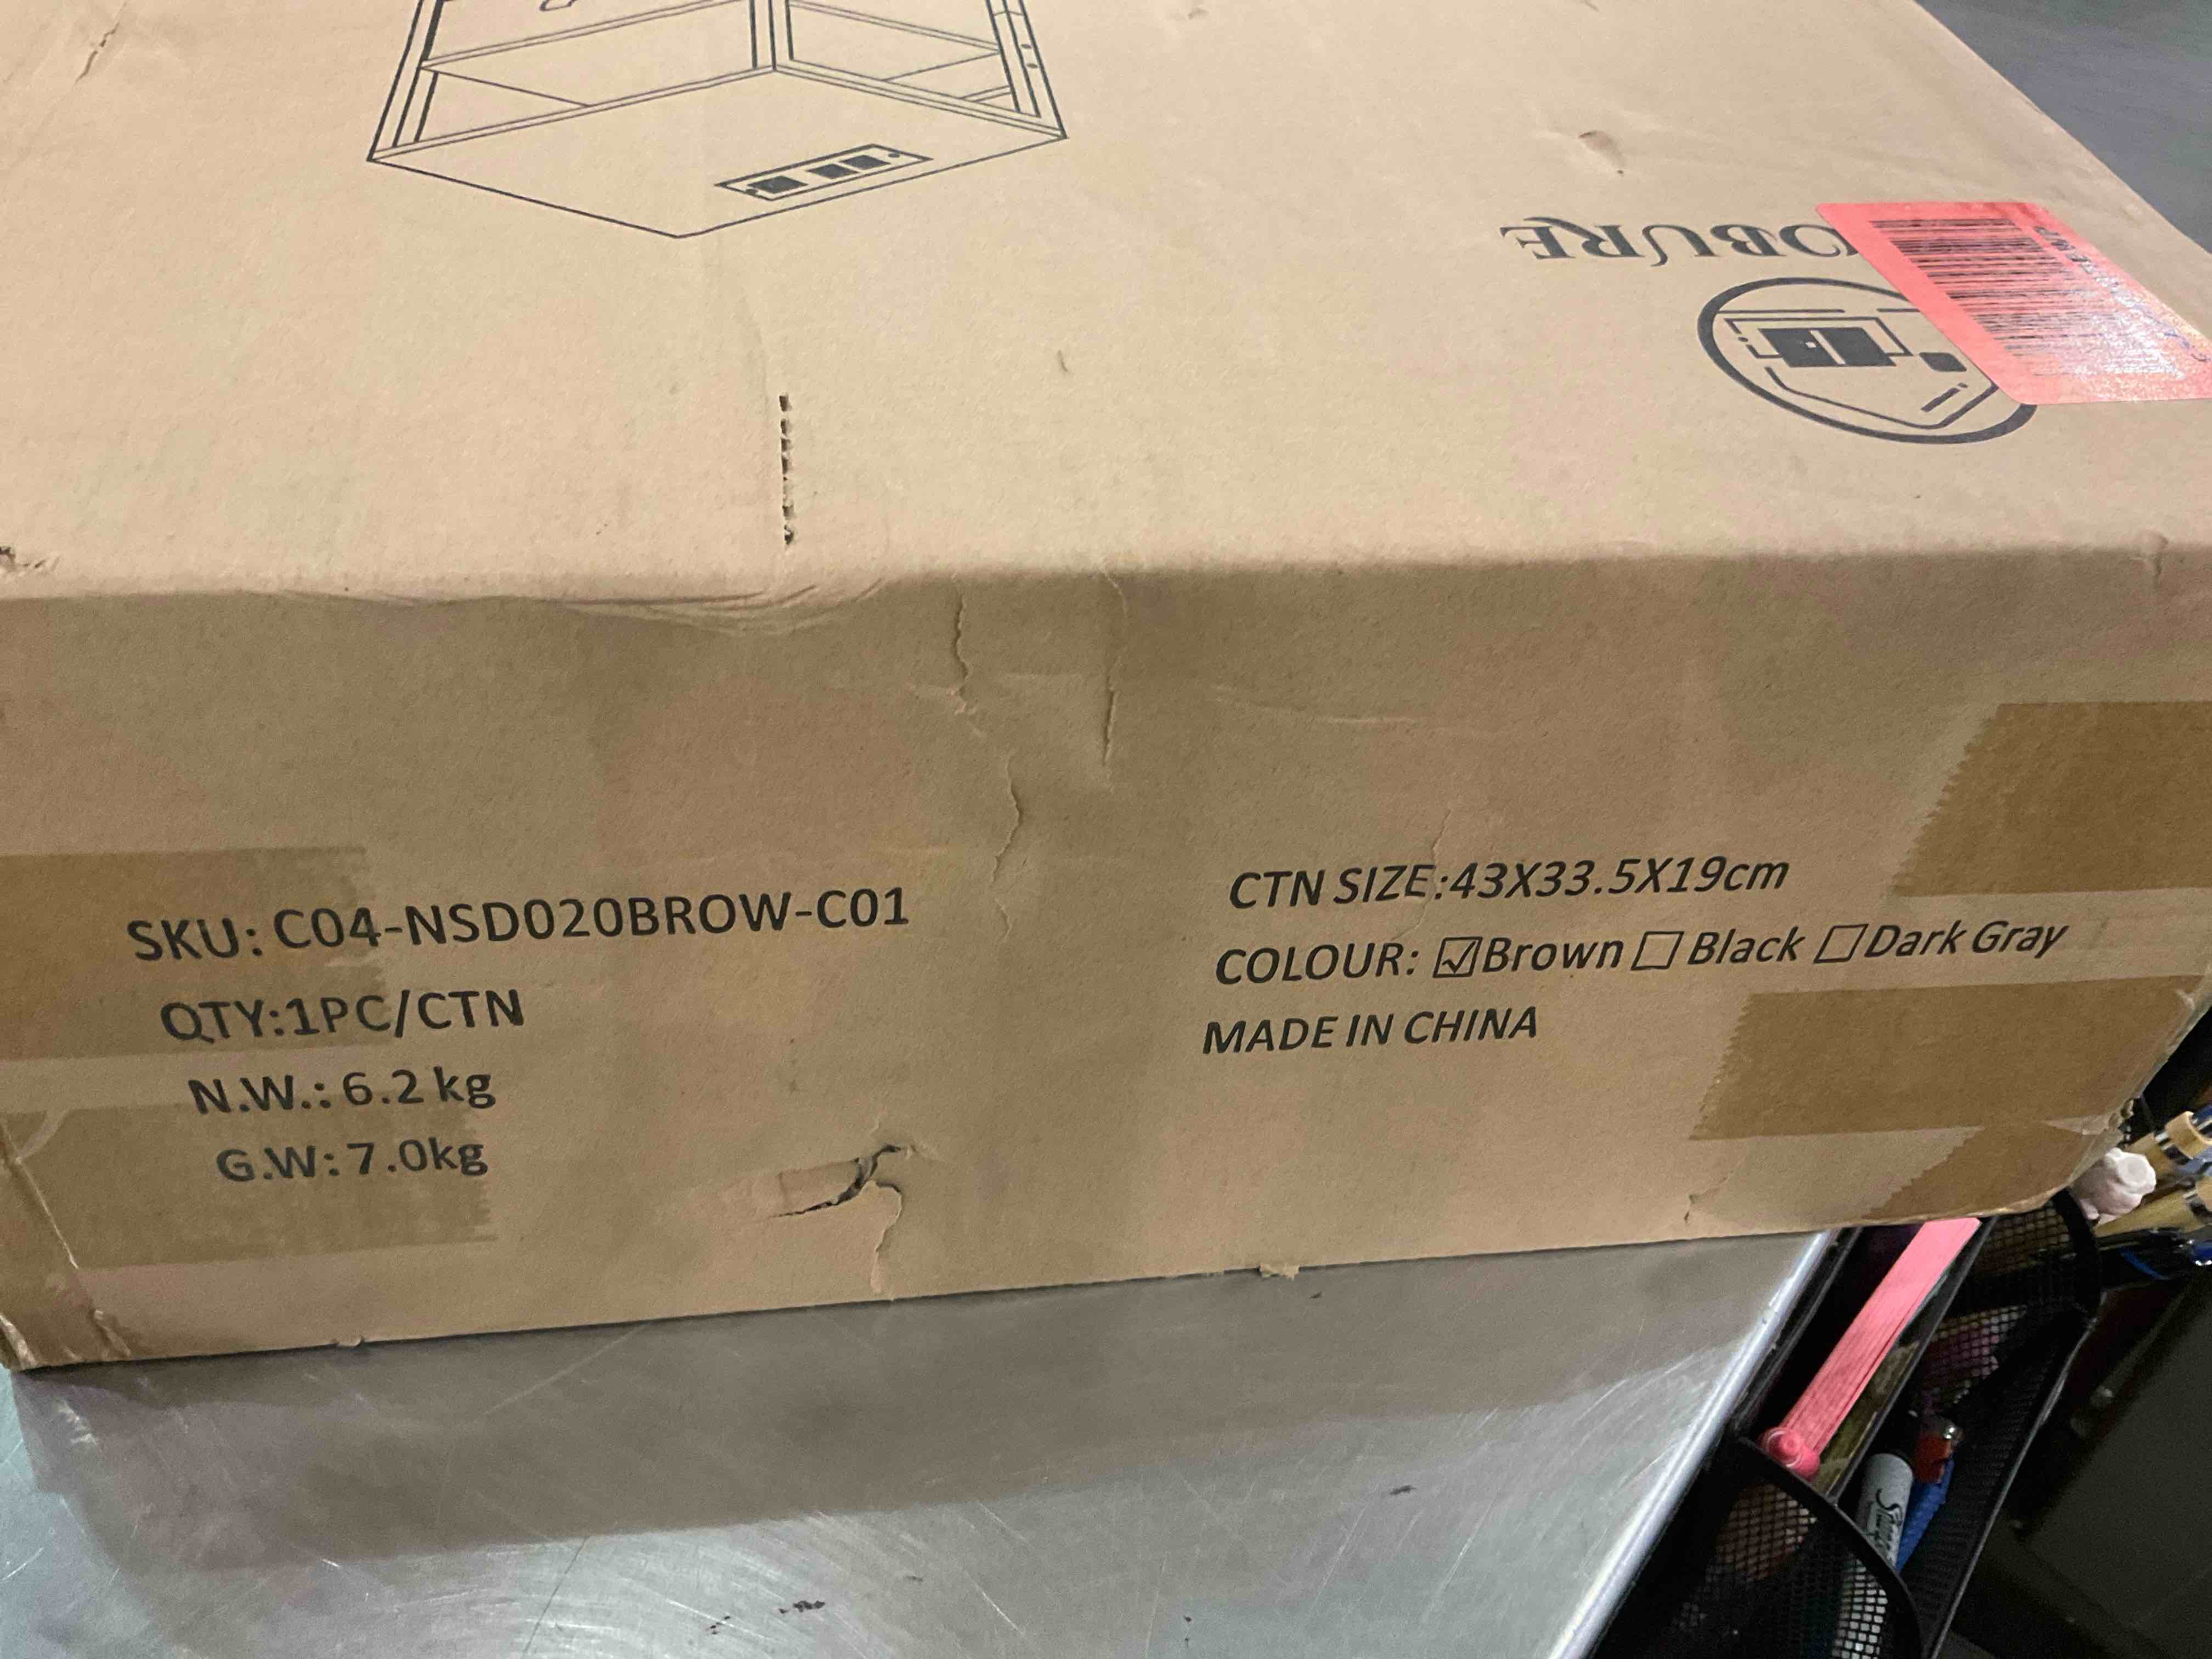 OBURE
SKU: C04-NSD020BROW-C01
QTY:1PC/CTN
N.W.: 6.2 kg
G.W: 7.0kg
CTN SIZE:43X33.5X19cm
COLOUR: ☑Brown ☐Black ☐Dark Gray
MADE IN CHINA